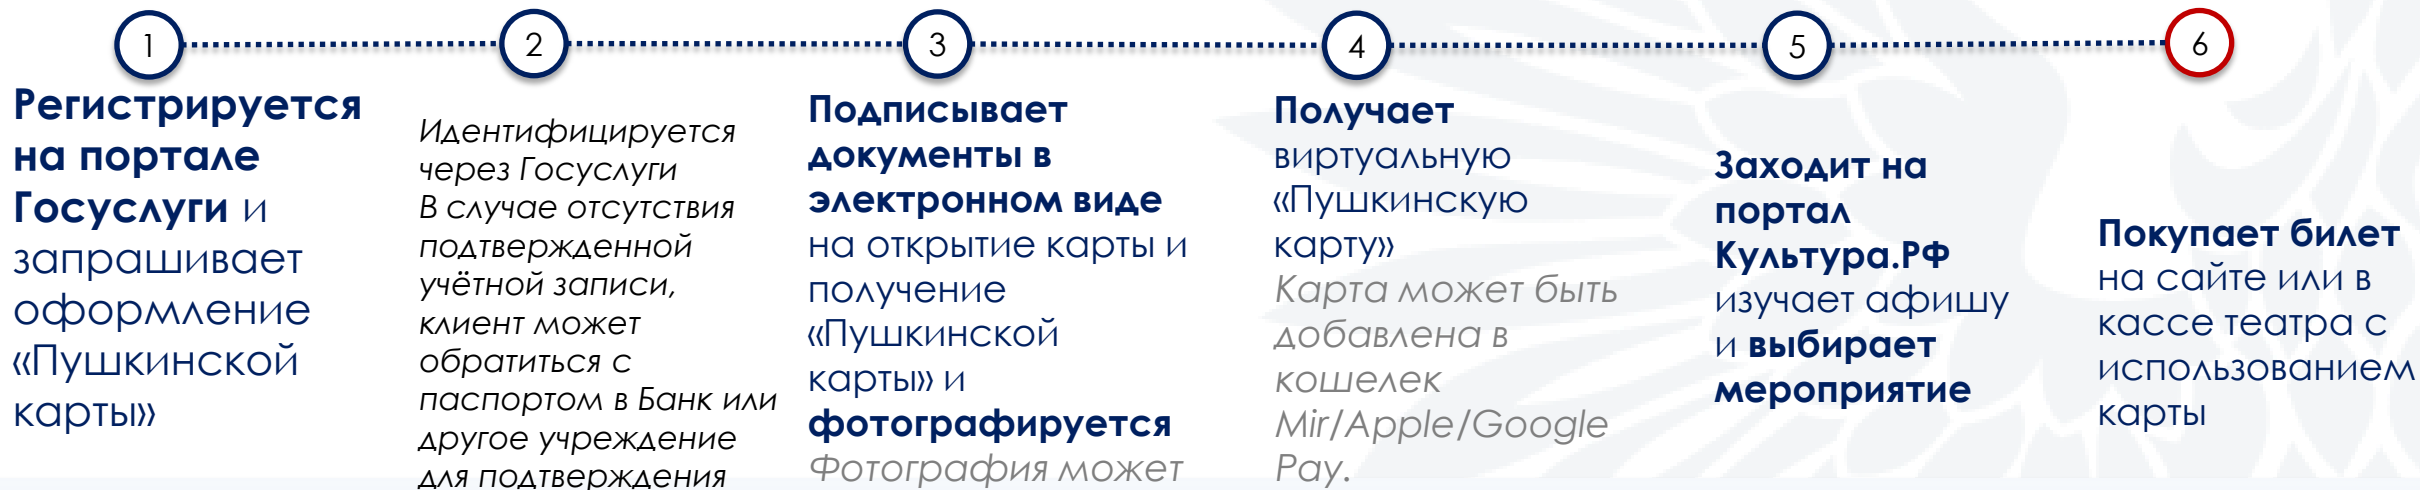 1
Регистрируется
на портале
Госуслуги и
запрашивает
оформление
«Пушкинской
карты»
2
Идентифицируется
через Госуслуги
В случае отсутствия
подтвержденной
учётной записи,
клиент может
обратиться с
паспортом в Банк или
другое учреждение
для подтверждения
3
Подписывает
документы в
электронном виде
на открытие карты и
получение
«Пушкинской
карты» и
фотографируется
Фотография может
4
Получает
виртуальную
«Пушкинскую
карту»
Карта может быть
добавлена в
кошелек
Mir/Apple/Google
Pay.
5
Заходит на
портал
Культура.РФ
изучает афишу
и выбирает
мероприятие
6
Покупает билет
на сайте или в
кассе театра с
использованием
карты